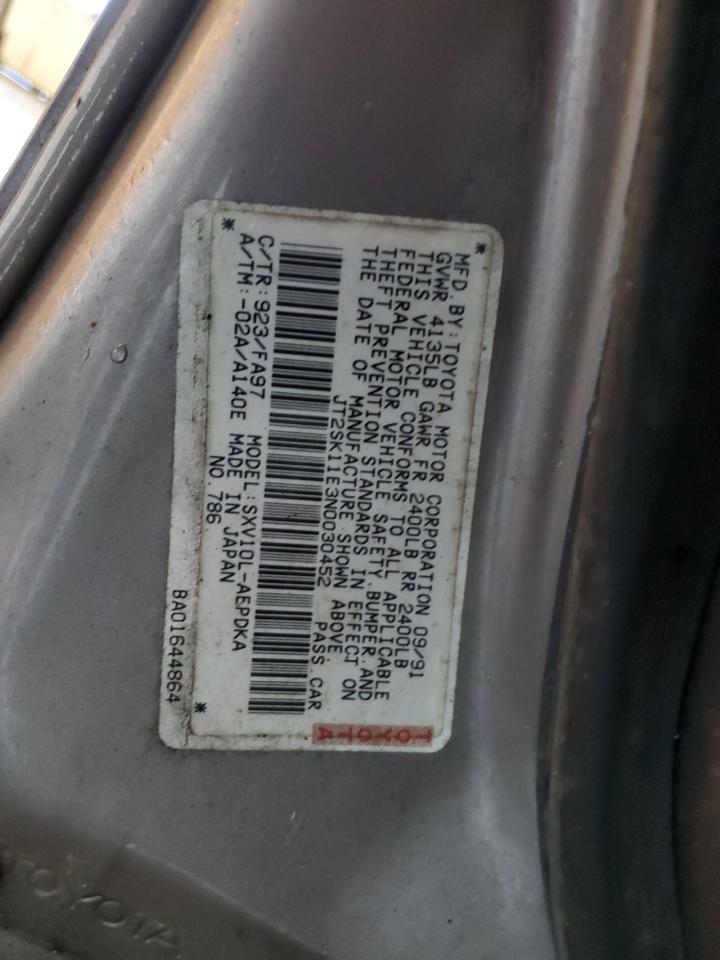 MFD.BY:TOYOTA MOTOR CORPORATION 09/91
GVWR 4135LB GAWR FR 2400LB RR 2400LB
THIS VEHICLE CONFORMS TO ALL APPLICABLE
FEDERAL MOTOR VEHICLE SAFETY,BUMPER,AND
THEFT PREVENTION STANDARDS IN EFFECT ON
THE DATE OF MANUFACTURE SHOWN ABOVE.
JT2SK11E3N0030452 PASS.CAR
C/TR:923/FA97 MODEL:SXV10L-AEPDKA
A/TM:-02A/A140E MADE IN JAPAN
NO.786
BA01644864
TOYOTA
TOYOTA